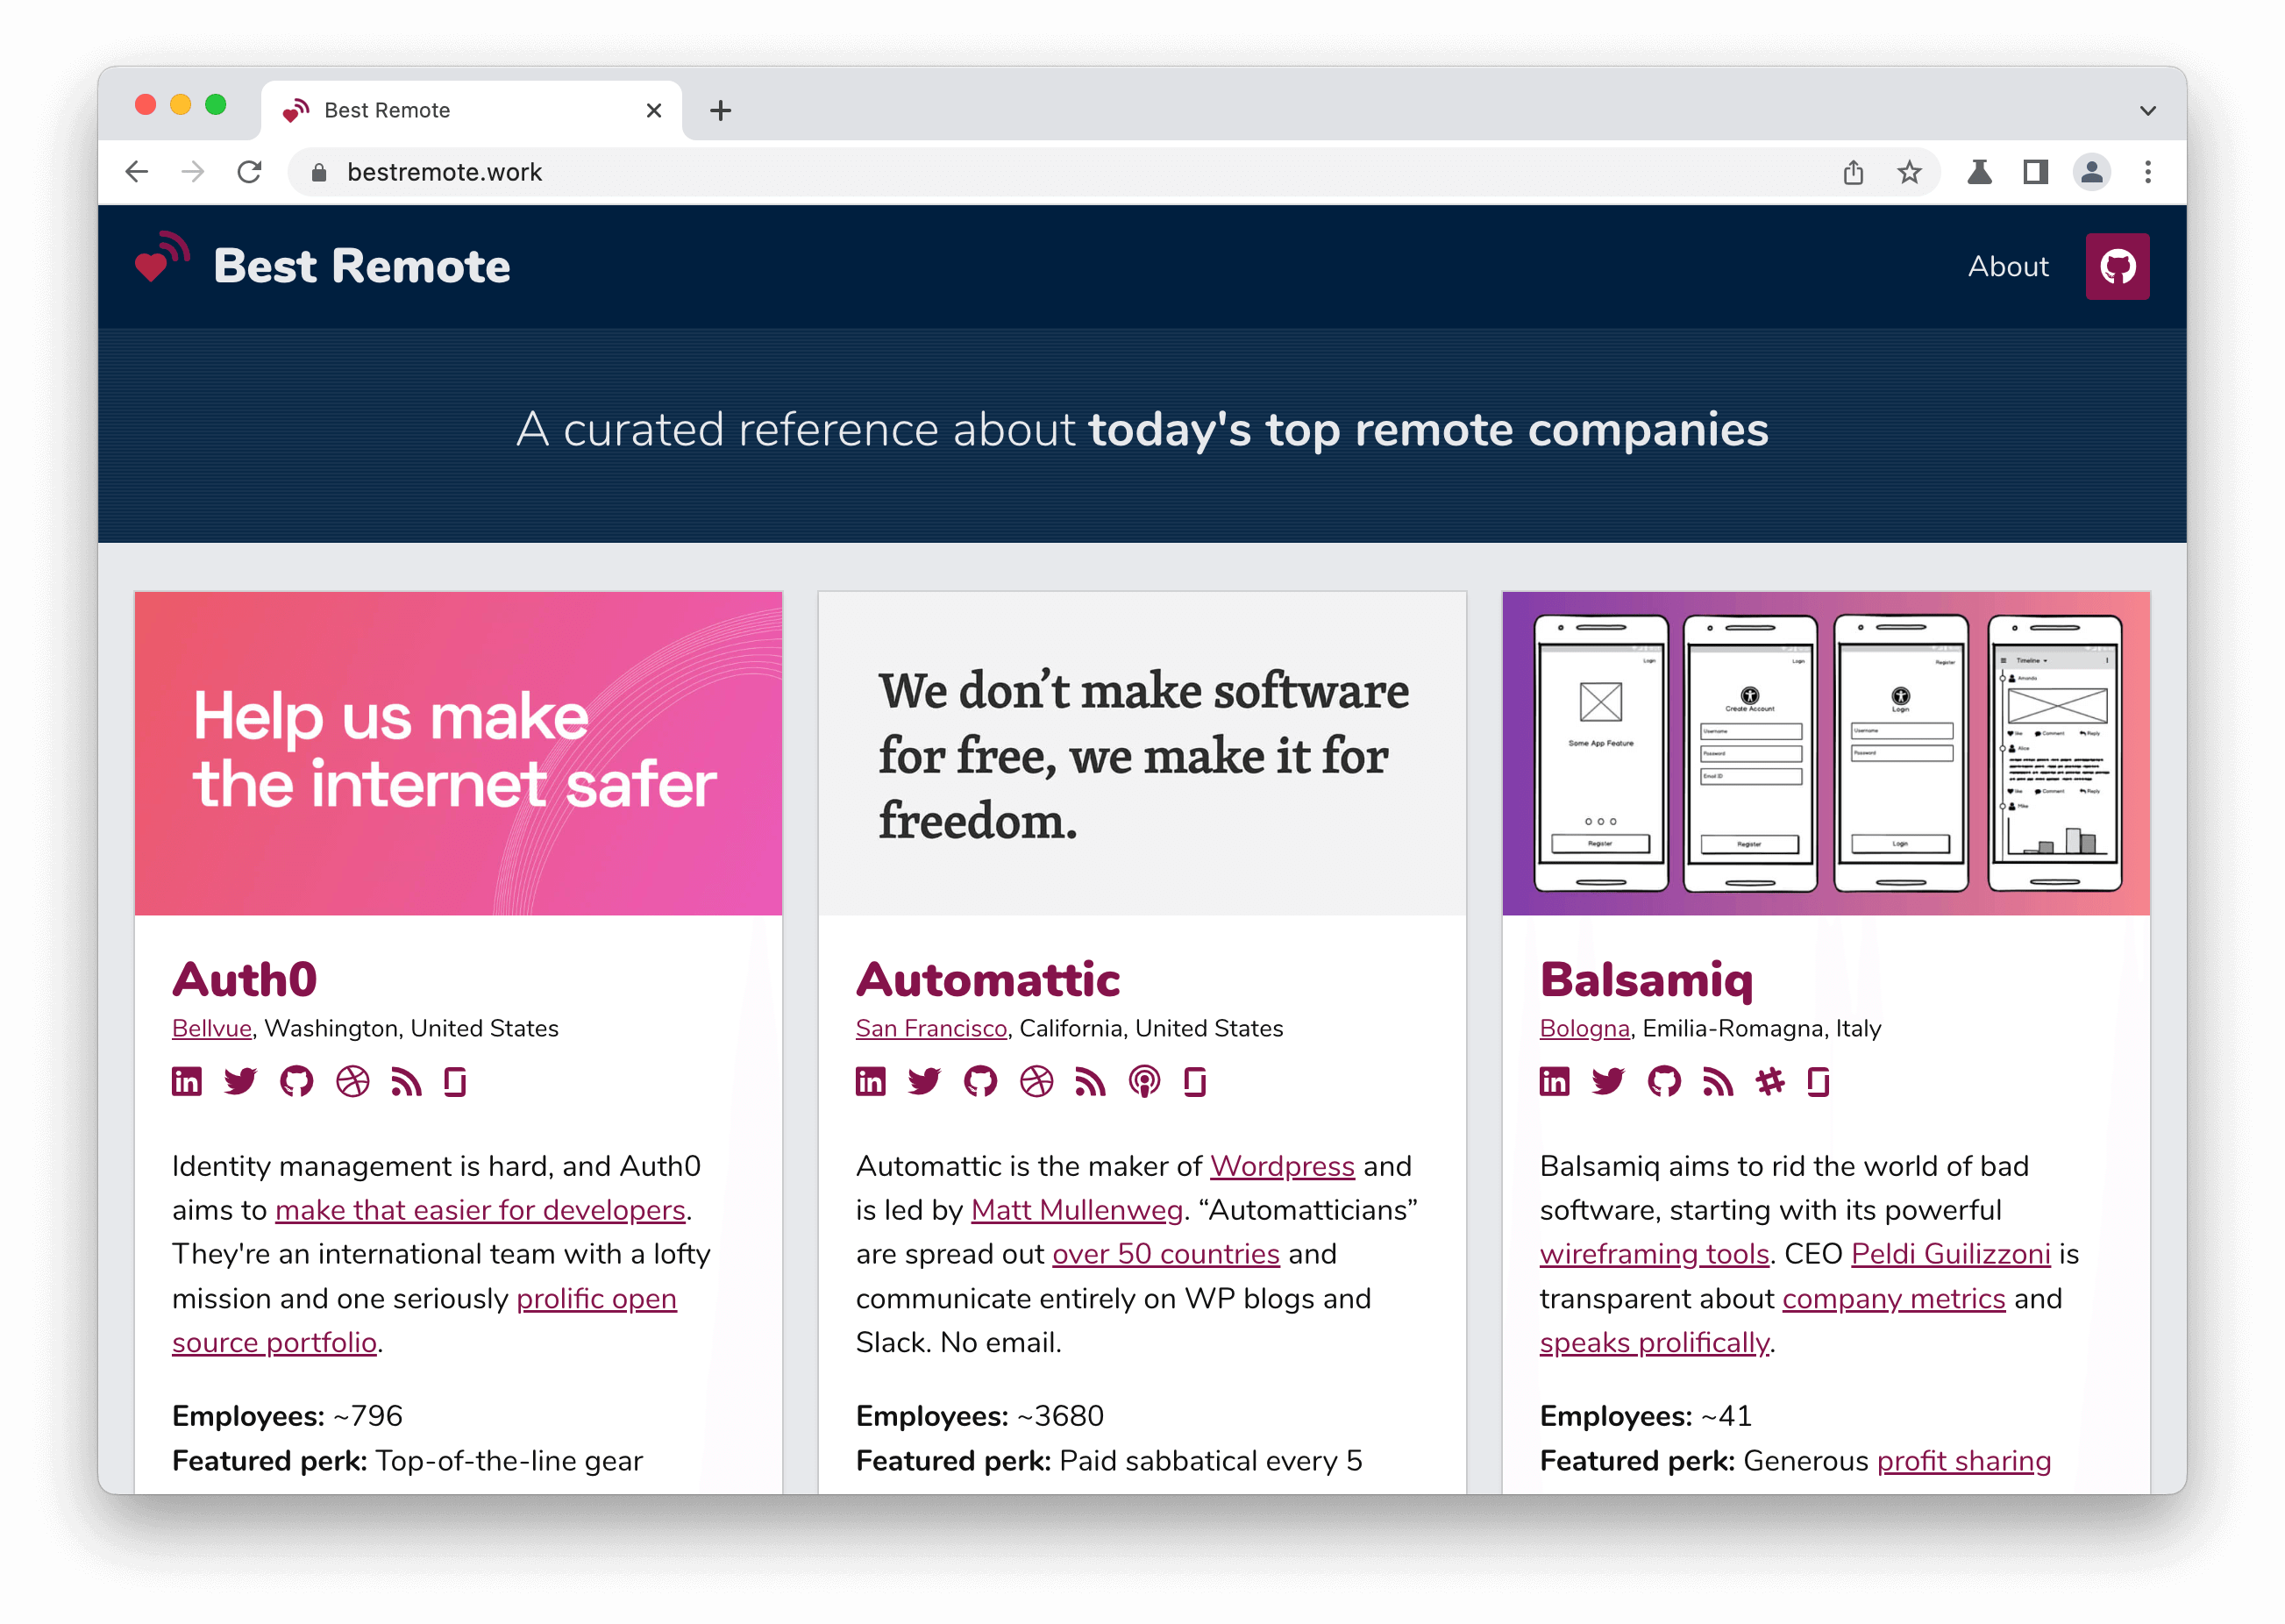 Best Remote
bestremote.work
Best Remote
About
A curated reference about today's top remote companies
Help us make
the internet safer
Auth0
Bellvue, Washington, United States
Identity management is hard, and Auth0
aims to make that easier for developers.
They're an international team with a lofty
mission and one seriously prolific open
source portfolio.
Employees: ~796
Featured perk: Top-of-the-line gear
We don’t make software
for free, we make it for
freedom.
Automattic
San Francisco, California, United States
Automattic is the maker of Wordpress and
is led by Matt Mullenweg. “Automatticians”
are spread out over 50 countries and
communicate entirely on WP blogs and
Slack. No email.
Employees: ~3680
Featured perk: Paid sabbatical every 5
Login
Some App Feature
Register
Login
Create Account
Username
Password
Email ID
Register
Register
Login
Username
Password
Login
Timeline
Amanda
like Comment Reply
Alice
like Comment Reply
Mike
Balsamiq
Bologna, Emilia-Romagna, Italy
Balsamiq aims to rid the world of bad
software, starting with its powerful
wireframing tools. CEO Peldi Guilizzoni is
transparent about company metrics and
speaks prolifically.
Employees: ~41
Featured perk: Generous profit sharing